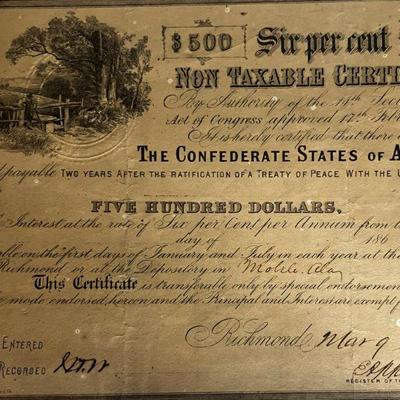 $500
Six per cent
NON TAXABLE CERTI
By Authority of the 14th Sec
Act of Congress approved 17th Feb
It is hereby certified that there
THE CONFEDERATE STATES OF A
payable TWO YEARS AFTER THE RATIFICATION OF A TREATY OF PEACE WITH THE U
FIVE HUNDRED DOLLARS,
Interest at the rate of Six per Cent per Annum from
day of 186
able on the first days of January and July in each year at the
Richmond or at the Depository in Mobile, Ala
This Certificate is transferable only by special endorsement
mode endorsed hereon and the Principal and Interest are exempt
Richmond Mar 9
ENTERED
RECORDED
REGISTER OF T